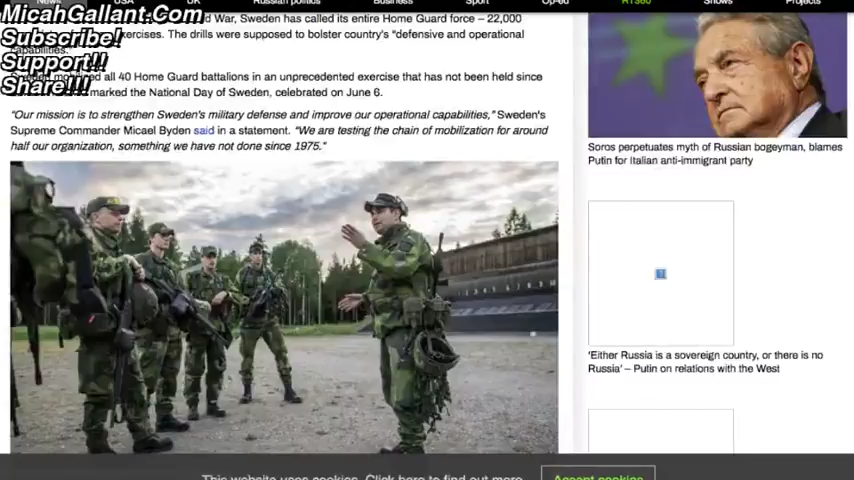 News USA UK Russian politics Business Sport Op-ed RT360 Shows Projects
MicahGallant.Com
Subscribe!
Support!!
Share!!!
War, Sweden has called its entire Home Guard force – 22,000
exercises. The drills were supposed to bolster country's "defensive and operational
capabilities."
Sweden mobilized all 40 Home Guard battalions in an unprecedented exercise that has not been held since
marked the National Day of Sweden, celebrated on June 6.
"Our mission is to strengthen Sweden's military defense and improve our operational capabilities," Sweden's
Supreme Commander Micael Byden said in a statement. "We are testing the chain of mobilization for around
half our organization, something we have not done since 1975."
Soros perpetuates myth of Russian bogeyman, blames
Putin for Italian anti-immigrant party
'Either Russia is a sovereign country, or there is no
Russia' – Putin on relations with the West
This website uses cookies. Click here to find out more.
Accept cookies